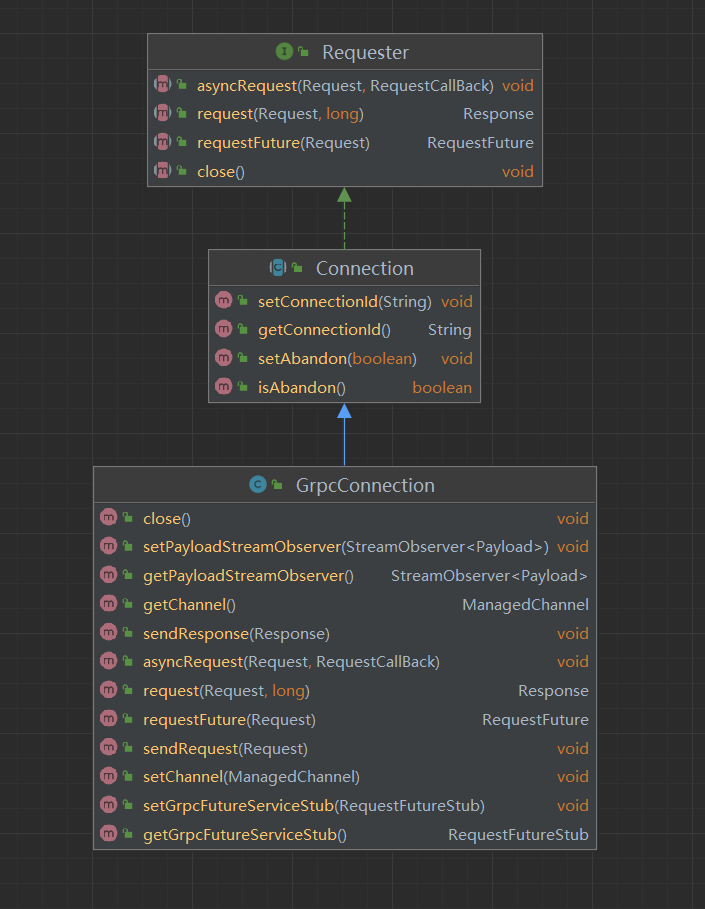 Requester
asyncRequest(Request, RequestCallBack) void
request(Request, long) Response
requestFuture(Request) RequestFuture
close() void
Connection
setConnectionId(String) void
getConnectionId() String
setAbandon(boolean) void
isAbandon() boolean
GrpcConnection
close() void
setPayloadStreamObserver(StreamObserver<Payload>) void
getPayloadStreamObserver() StreamObserver<Payload>
getChannel() ManagedChannel
sendResponse(Response) void
asyncRequest(Request, RequestCallBack) void
request(Request, long) Response
requestFuture(Request) RequestFuture
sendRequest(Request) void
setChannel(ManagedChannel) void
setGrpcFutureServiceStub(RequestFutureStub) void
getGrpcFutureServiceStub() RequestFutureStub